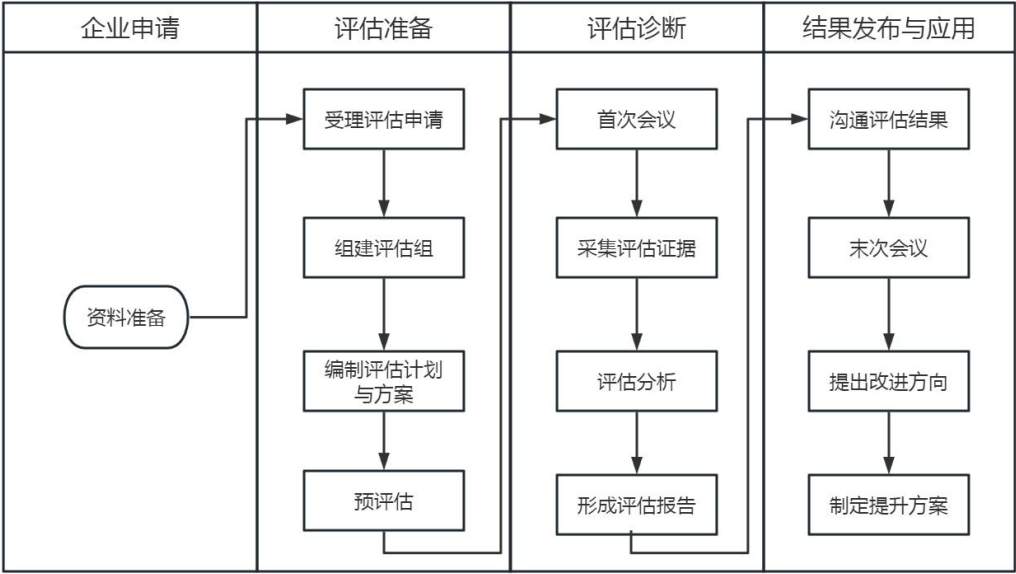 企业申请
评估准备
评估诊断
结果发布与应用
资料准备
受理评估申请
组建评估组
编制评估计划
与方案
预评估
首次会议
采集评估证据
评估分析
形成评估报告
沟通评估结果
末次会议
提出改进方向
制定提升方案